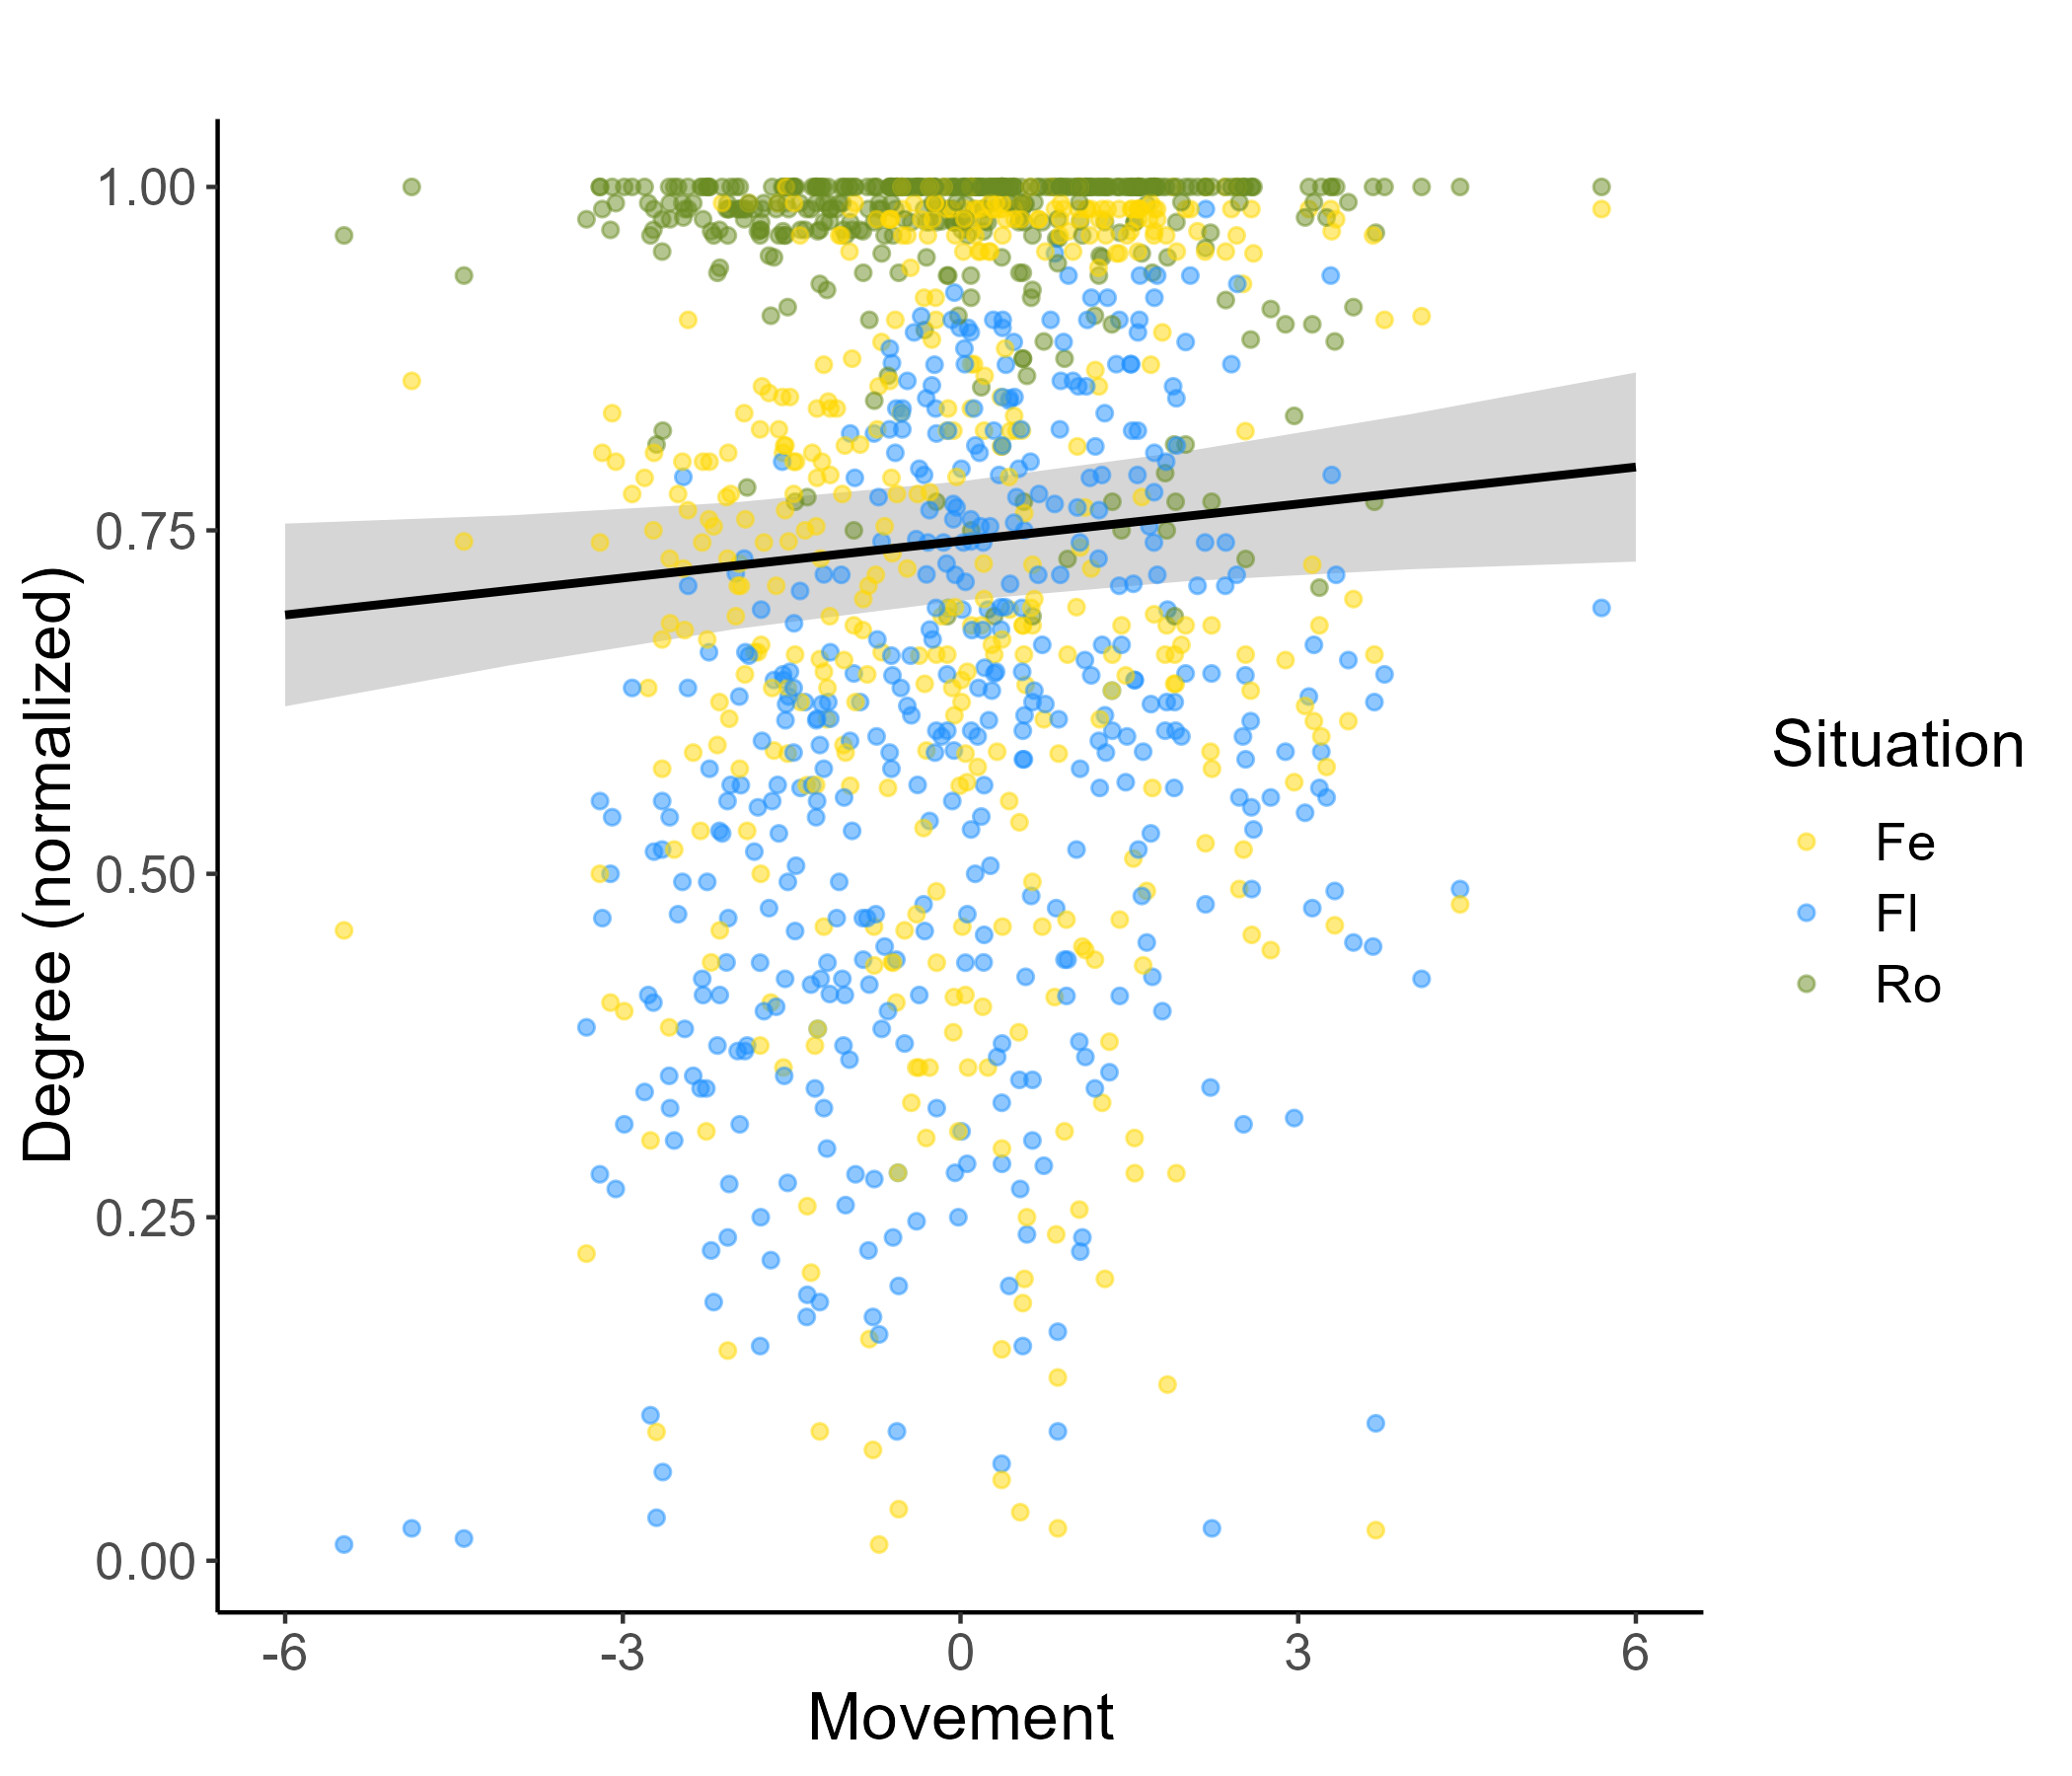 1.00
0.75
0.50
0.25
0.00
Degree (normalized)
-6 -3 0 3 6
Movement
Situation
Fe
Fl
Ro